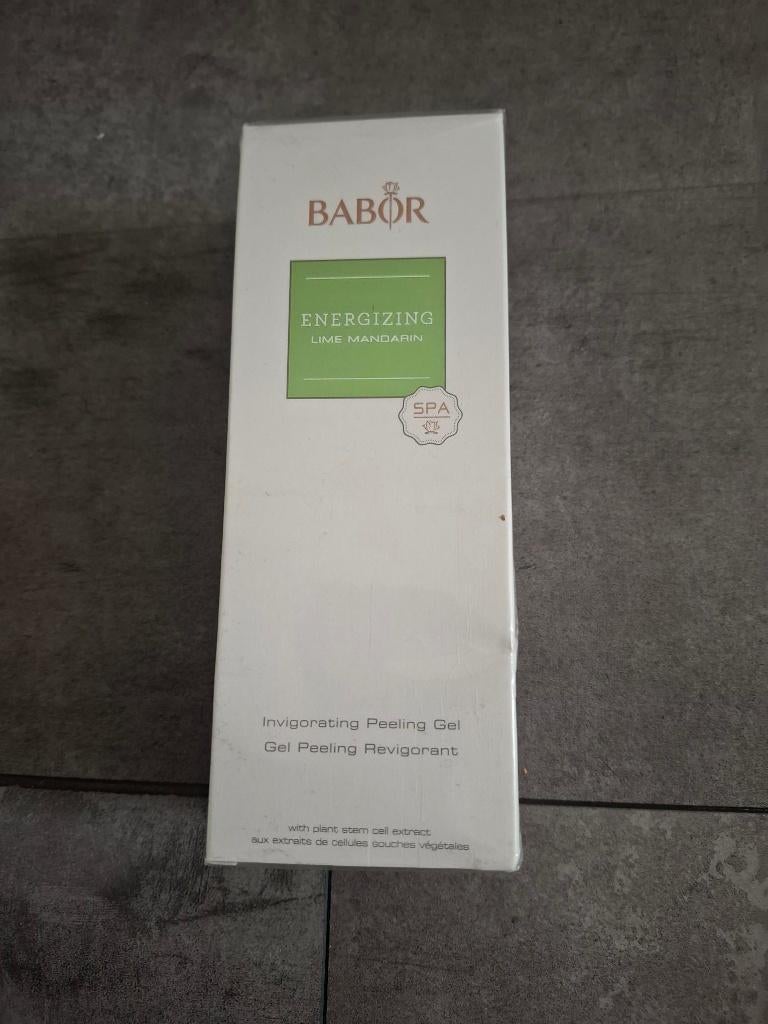 BABOR
ENERGIZING
LIME MANDARIN
SPA
Invigorating Peeling Gel
Gel Peeling Revigorant
with plant stem cell extract
aux extraits de cellules souches végétales